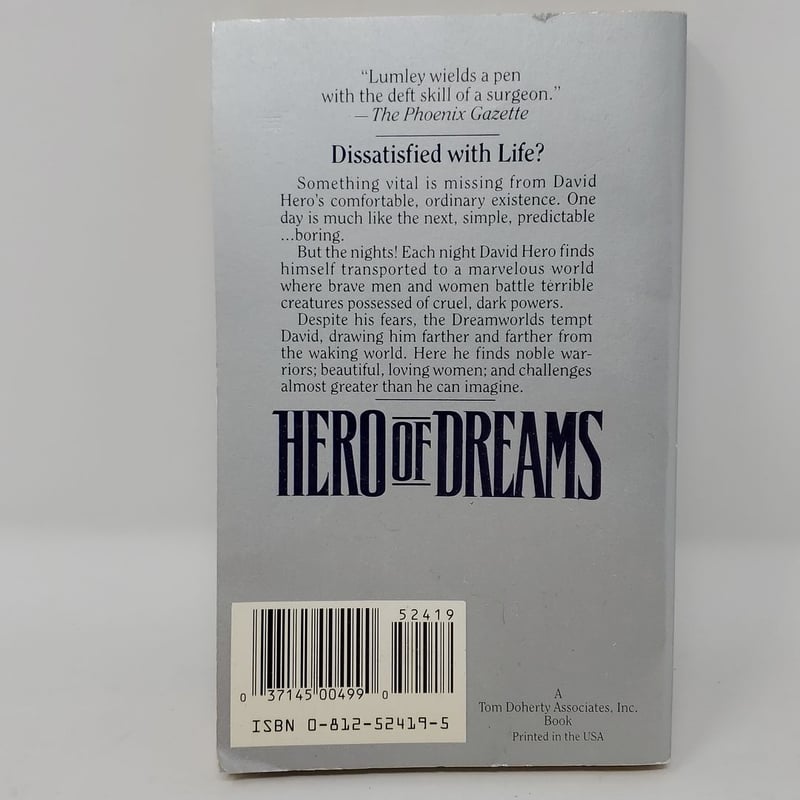 “Lumley wields a pen
with the deft skill of a surgeon.”
— The Phoenix Gazette
Dissatisfied with Life?
Something vital is missing from David
Hero's comfortable, ordinary existence. One
day is much like the next, simple, predictable
...boring.
But the nights! Each night David Hero finds
himself transported to a marvelous world
where brave men and women battle terrible
creatures possessed of cruel, dark powers.
Despite his fears, the Dreamworlds tempt
David, drawing him farther and farther from
the waking world. Here he finds noble war-
riors; beautiful, loving women; and challenges
almost greater than he can imagine.
HERO OF DREAMS
52419
0 37145 00499 0
ISBN 0-812-52419-5
A
Tom Doherty Associates, Inc.
Book
Printed in the USA